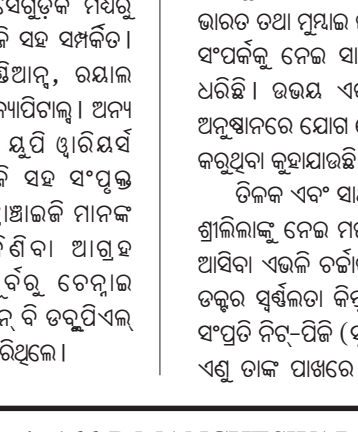 ସେଗୁଡ଼ିକ ମଧ୍ୟରୁ
ସହ ସମ୍ପର୍କିତ।
ଣ୍ଡିଆନ୍ସ, ରୟାଲ
କ୍ୟାପିଟାଲ୍ସ। ଅନ୍ୟ
ୟୁପି ୱାରିୟର୍ସ
ସହ ସଂପୃକ୍ତ
ଞ୍ଚାଇଜି ମାନଙ୍କ
କିଣିବା ଆଗ୍ରହ
ପୂର୍ବରୁ ଚେନ୍ନାଇ
ନ୍ ବି ଡବ୍ଲୁପିଏଲ୍
ରିଥିଲେ।
ଭାରତ ତଥା ମୁମ୍ବାଇ
ସଂପର୍କକୁ ନେଇ
ଧରିଛି। ଉଭୟ
ଅନୁଷ୍ଠାନରେ ଯୋଗ
କରୁଥିବା କୁହାଯାଉଛି
ତିଳକ ଏବଂ
ଶ୍ରୀଲିଲାଙ୍କୁ ନେଇ
ଆସିବା ଏଭଳି
ଡକ୍ଟର ସ୍ୱର୍ଣ୍ଣଲତା
ସଂପ୍ରତି ନିଟ୍-ପିଜି
ଏଣୁ ତାଙ୍କ ପାଖରେ